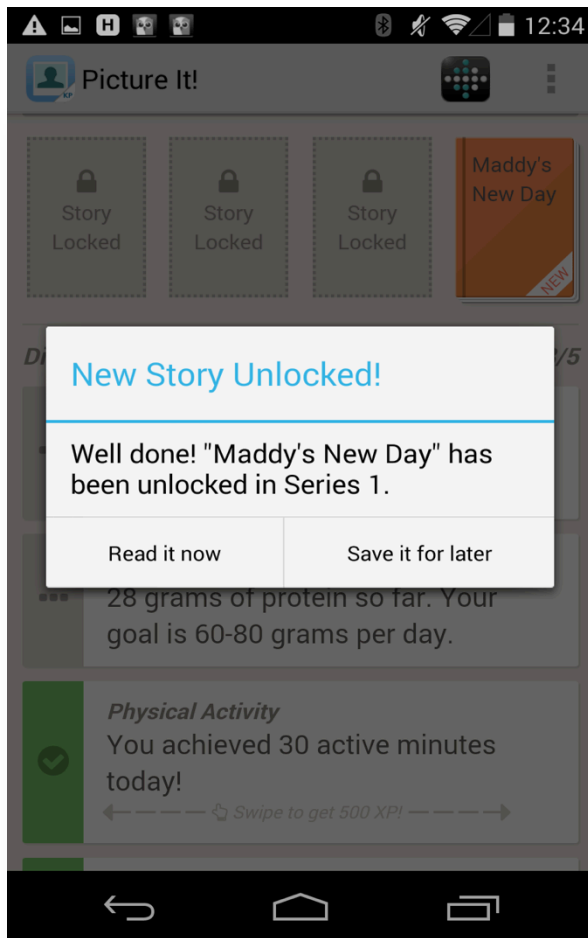 12:34
Picture It!
Story
Locked
Story
Locked
Story
Locked
Maddy's
New Day
NEW
Di
/5
New Story Unlocked!
Well done! "Maddy's New Day" has
been unlocked in Series 1.
Read it now
Save it for later
28 grams of protein so far. Your
goal is 60-80 grams per day.
Physical Activity
You achieved 30 active minutes
today!
Swipe to get 500 XP!